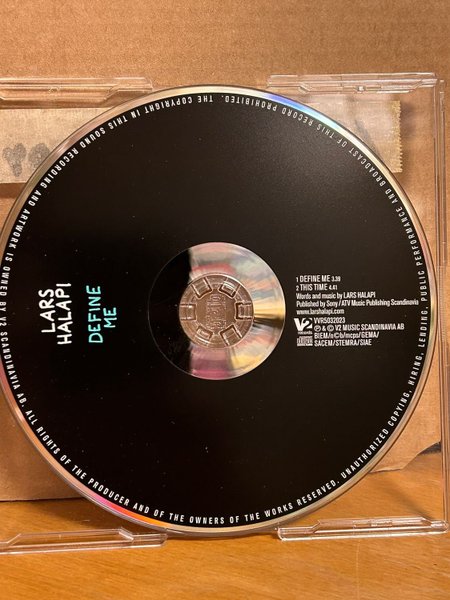 LARS
HALAPI
DEFINE
ME
1 DEFINE ME 3.39
2 THIS TIME 4.41
Words and music by LARS HALAPI
Published by Sony / ATV Music Publishing Scandinavia
www.larshalapi.com
VVR5032023
℗ & © V2 MUSIC SCANDINAVIA AB
BIEM/n©b/mcps/GEMA/
SACEM/STEMRA/SIAE
THE COPYRIGHT IN THIS SOUND RECORDING AND ARTWORK IS OWNED BY V2 SCANDINAVIA AB. ALL RIGHTS OF THE PRODUCER AND OF THE OWNERS OF THE WORKS RESERVED. UNAUTHORIZED COPYING, HIRING, LENDING, PUBLIC PERFORMANCE AND BROADCAST OF THIS RECORD PROHIBITED.